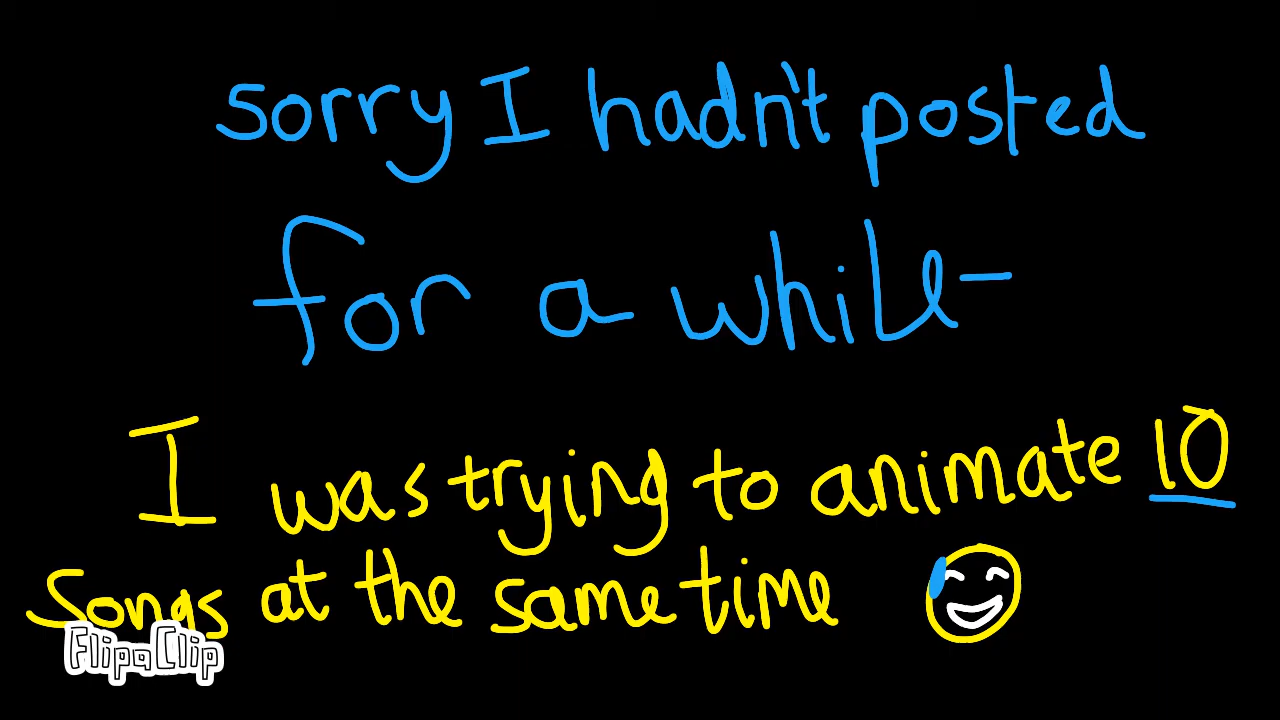 sorry I hadn't posted
for a while-
I was trying to animate 10
songs at the same time
FlipaClip